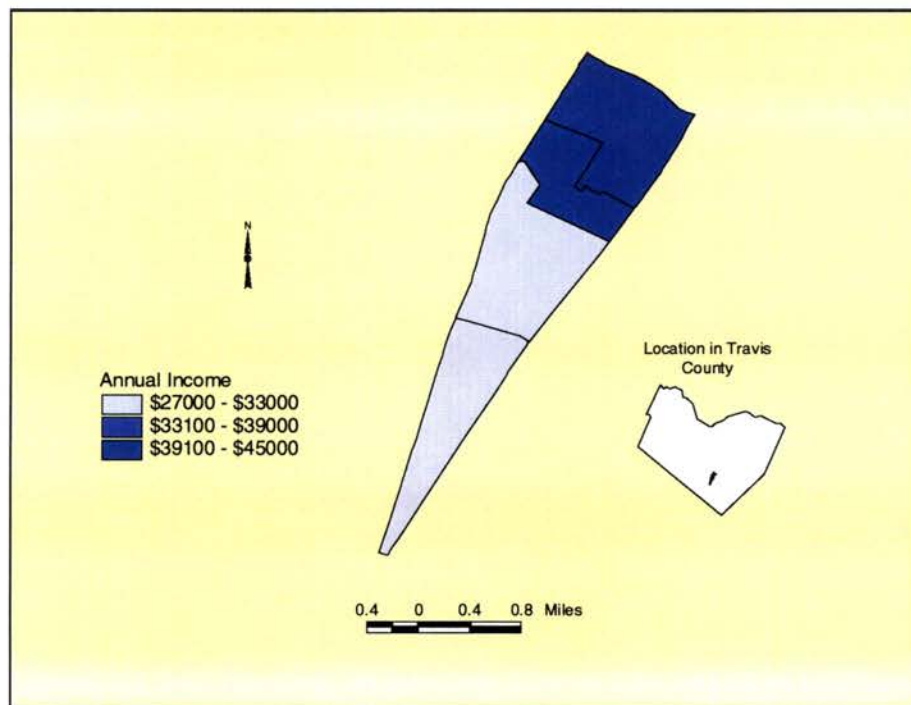 N
Location in Travis
County
Annual Income
$27000 - $33000
$33100 - $39000
$39100 - $45000
0.4 0 0.4 0.8 Miles